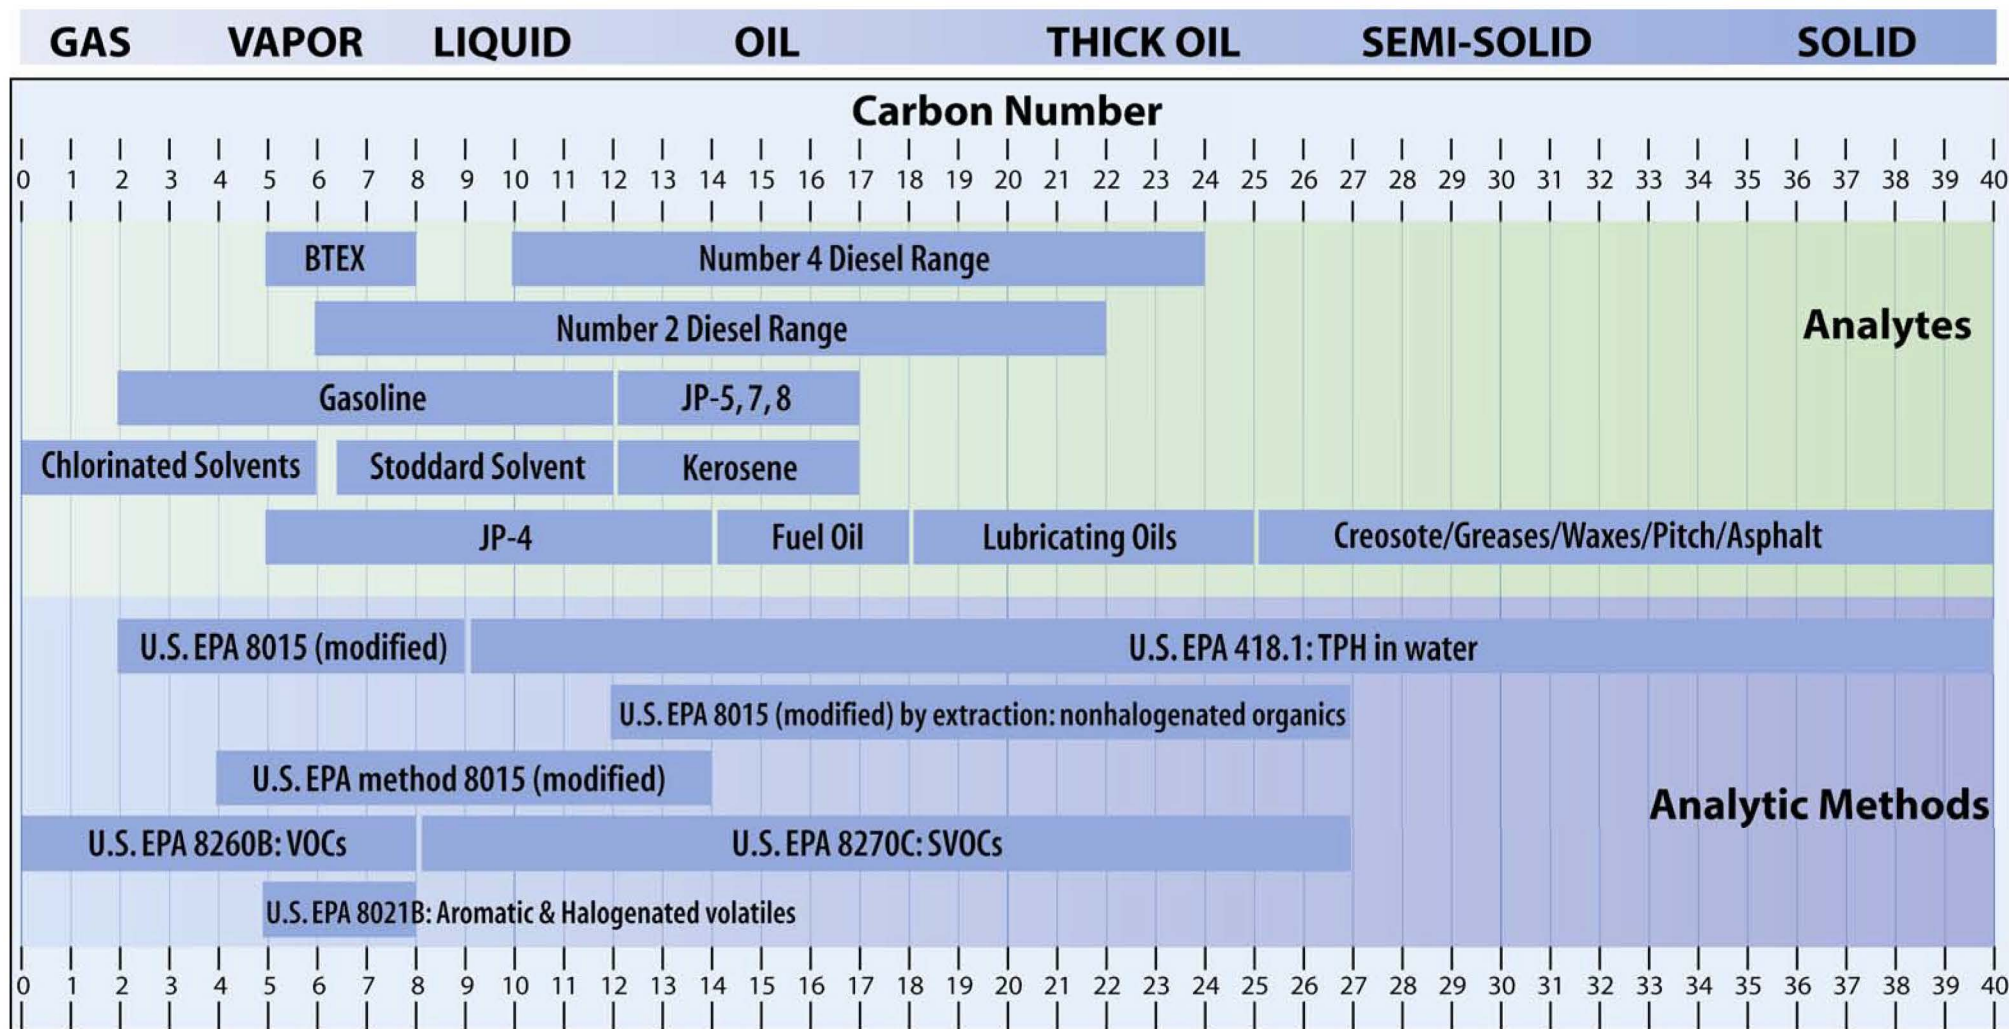 GAS VAPOR LIQUID OIL THICK OIL SEMI-SOLID SOLID
Carbon Number
0 1 2 3 4 5 6 7 8 9 10 11 12 13 14 15 16 17 18 19 20 21 22 23 24 25 26 27 28 29 30 31 32 33 34 35 36 37 38 39 40
BTEX Number 4 Diesel Range
Number 2 Diesel Range Analytes
Gasoline JP-5, 7, 8
Chlorinated Solvents Stoddard Solvent Kerosene
JP-4 Fuel Oil Lubricating Oils Creosote/Greases/Waxes/Pitch/Asphalt
U.S. EPA 8015 (modified) U.S. EPA 418.1: TPH in water
U.S. EPA 8015 (modified) by extraction: nonhalogenated organics
U.S. EPA method 8015 (modified)
Analytic Methods
U.S. EPA 8260B: VOCs U.S. EPA 8270C: SVOCs
U.S. EPA 8021B: Aromatic & Halogenated volatiles
0 1 2 3 4 5 6 7 8 9 10 11 12 13 14 15 16 17 18 19 20 21 22 23 24 25 26 27 28 29 30 31 32 33 34 35 36 37 38 39 40